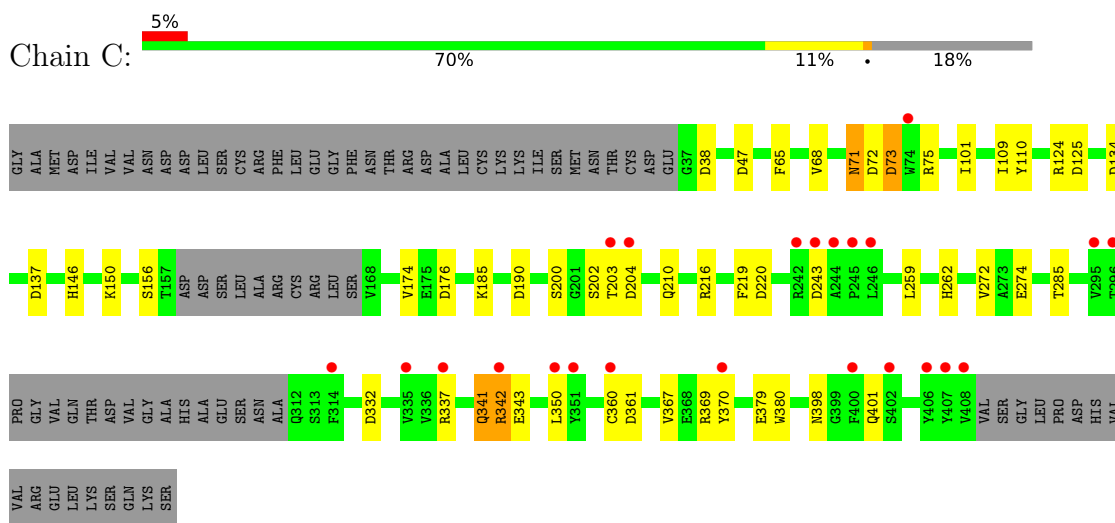 5%
Chain C:
70% 11% • 18%
GLY ALA MET ASP ILE VAL VAL ASN ASP ASP LEU SER CYS ARG PHE LEU GLU GLY PHE ASN THR ARG ASP ALA LEU CYS LYS LYS ILE SER MET ASN THR CYS ASP GLU G37 D38 D47 F65 V68 N71 D72 D73 W74 R75 I101 I109 Y110 R124 D125 D134
D137 H146 K150 S156 T157 ASP ASP SER LEU ALA ARG CYS ARG LEU SER V168 V174 E175 D176 K185 D190 S200 G201 S202 T203 D204 Q210 R216 F219 D220 R242 D243 A244 P245 L246 L259 H262 V272 A273 E274 T285 V295 T296
PRO GLY VAL GLN THR ASP VAL GLY ALA HIS ALA GLU SER ASN ALA Q312 S313 F314 D332 V335 V336 R337 Q341 R342 E343 L350 Y351 C360 D361 V367 E368 R369 Y370 E379 W380 N398 G399 F400 Q401 S402 Y406 Y407 V408 VAL SER GLY LEU PRO ASP HIS VAL
VAL ARG GLU LEU LYS SER GLN LYS SER